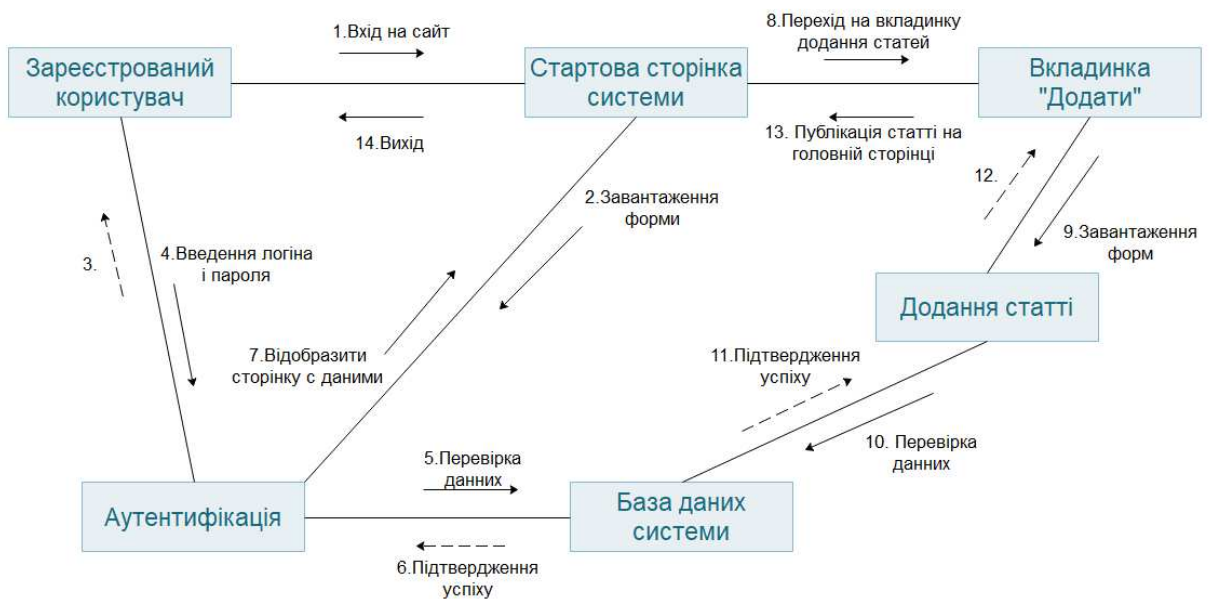 1.Вхід на сайт
8.Перехід на вкладинку
додання статей
Зареєстрований
користувач
Стартова сторінка
системи
Вкладинка
"Додати"
14.Вихід
13. Публікація статті на
головній сторінці
2.Завантаження
форми
12.
3.
4.Введення логіна
і пароля
9.Завантаження
форм
Додання статті
7.Відобразити
сторінку с даними
11.Підтвердження
успіху
10. Перевірка
данних
5.Перевірка
данних
Аутентифікація
База даних
системи
6.Підтвердження
успіху